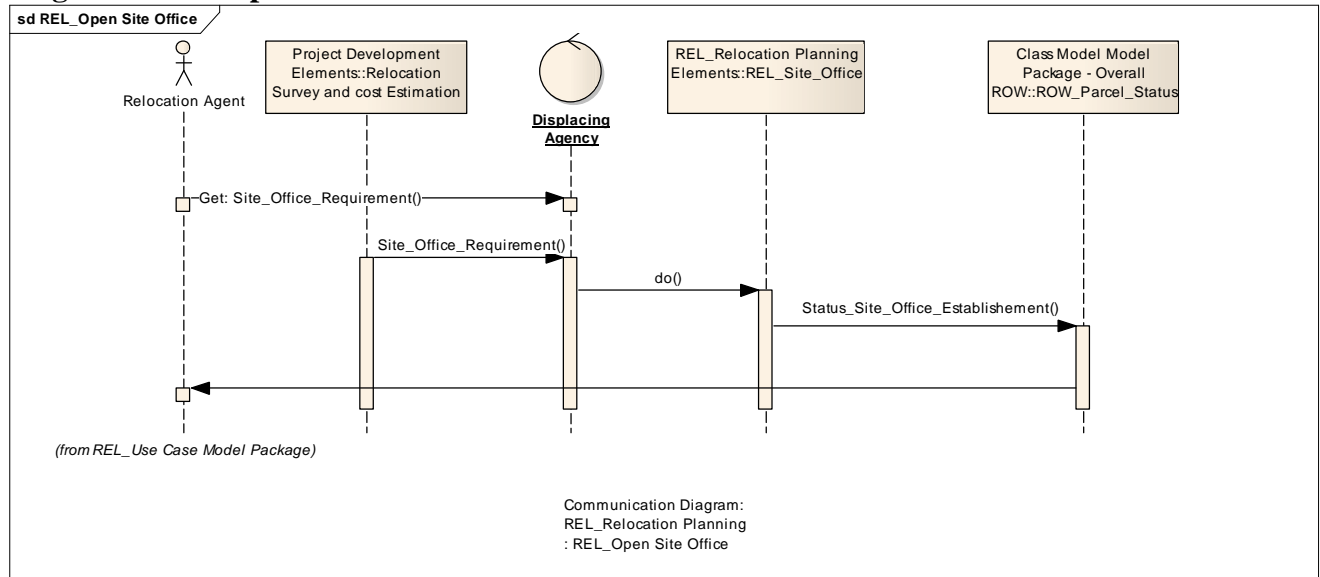 sd REL_Open Site Office
Relocation Agent
Project Development
Elements::Relocation
Survey and cost Estimation
Displacing
Agency
REL_Relocation Planning
Elements::REL_Site_Office
Class Model Model
Package - Overall
ROW::ROW_Parcel_Status
Get: Site_Office_Requirement()
Site_Office_Requirement()
do()
Status_Site_Office_Establishement()
(from REL_Use Case Model Package)
Communication Diagram:
REL_Relocation Planning
: REL_Open Site Office